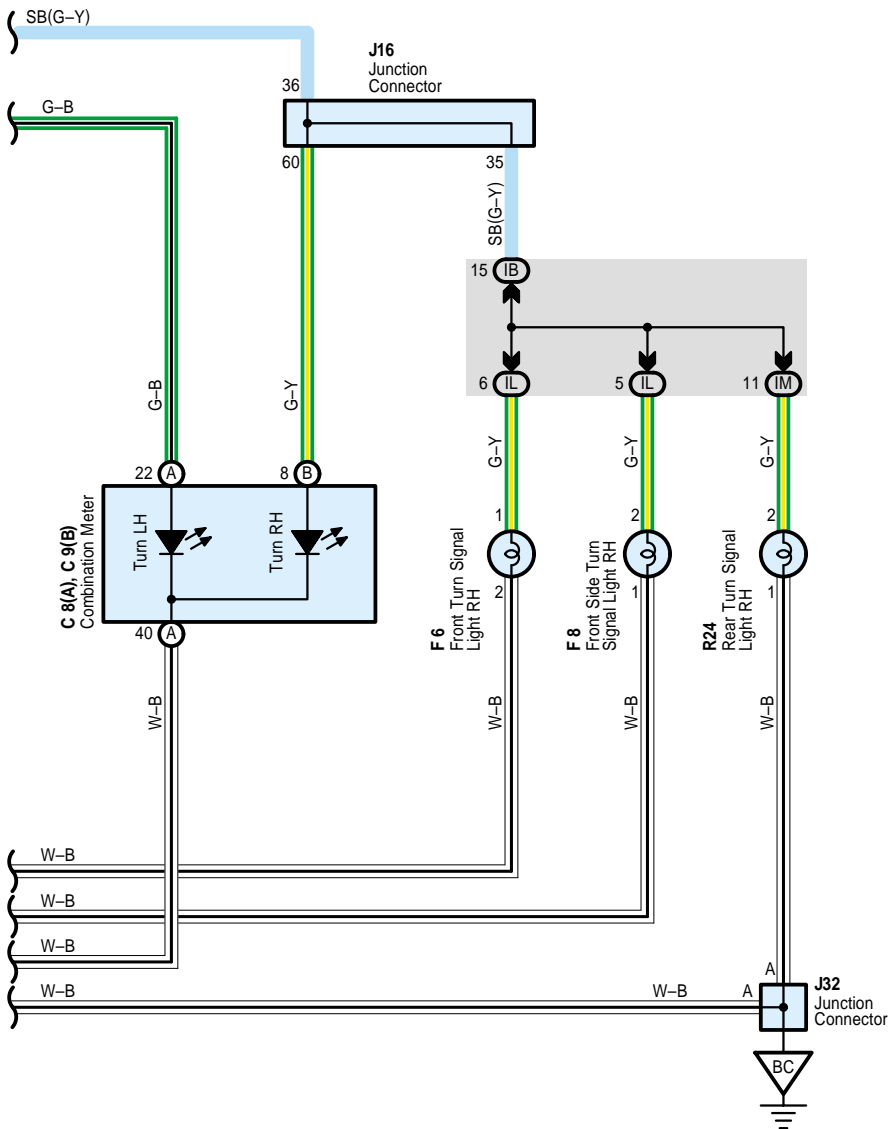 SB(G–Y)
J16
Junction
Connector
36
G–B
60
35
SB(G–Y)
15 IB
6 IL
5 IL
11 IM
G–B
G–Y
G–Y
G–Y
G–Y
22 A
8 B
1
2
2
Turn LH
Turn RH
C 8(A), C 9(B)
Combination Meter
2
1
1
F 6
Front Turn Signal
Light RH
F 8
Front Side Turn
Signal Light RH
R24
Rear Turn Signal
Light RH
40 A
W–B
W–B
W–B
W–B
W–B
W–B
W–B
W–B
W–B
A
A
J32
Junction
Connector
BC